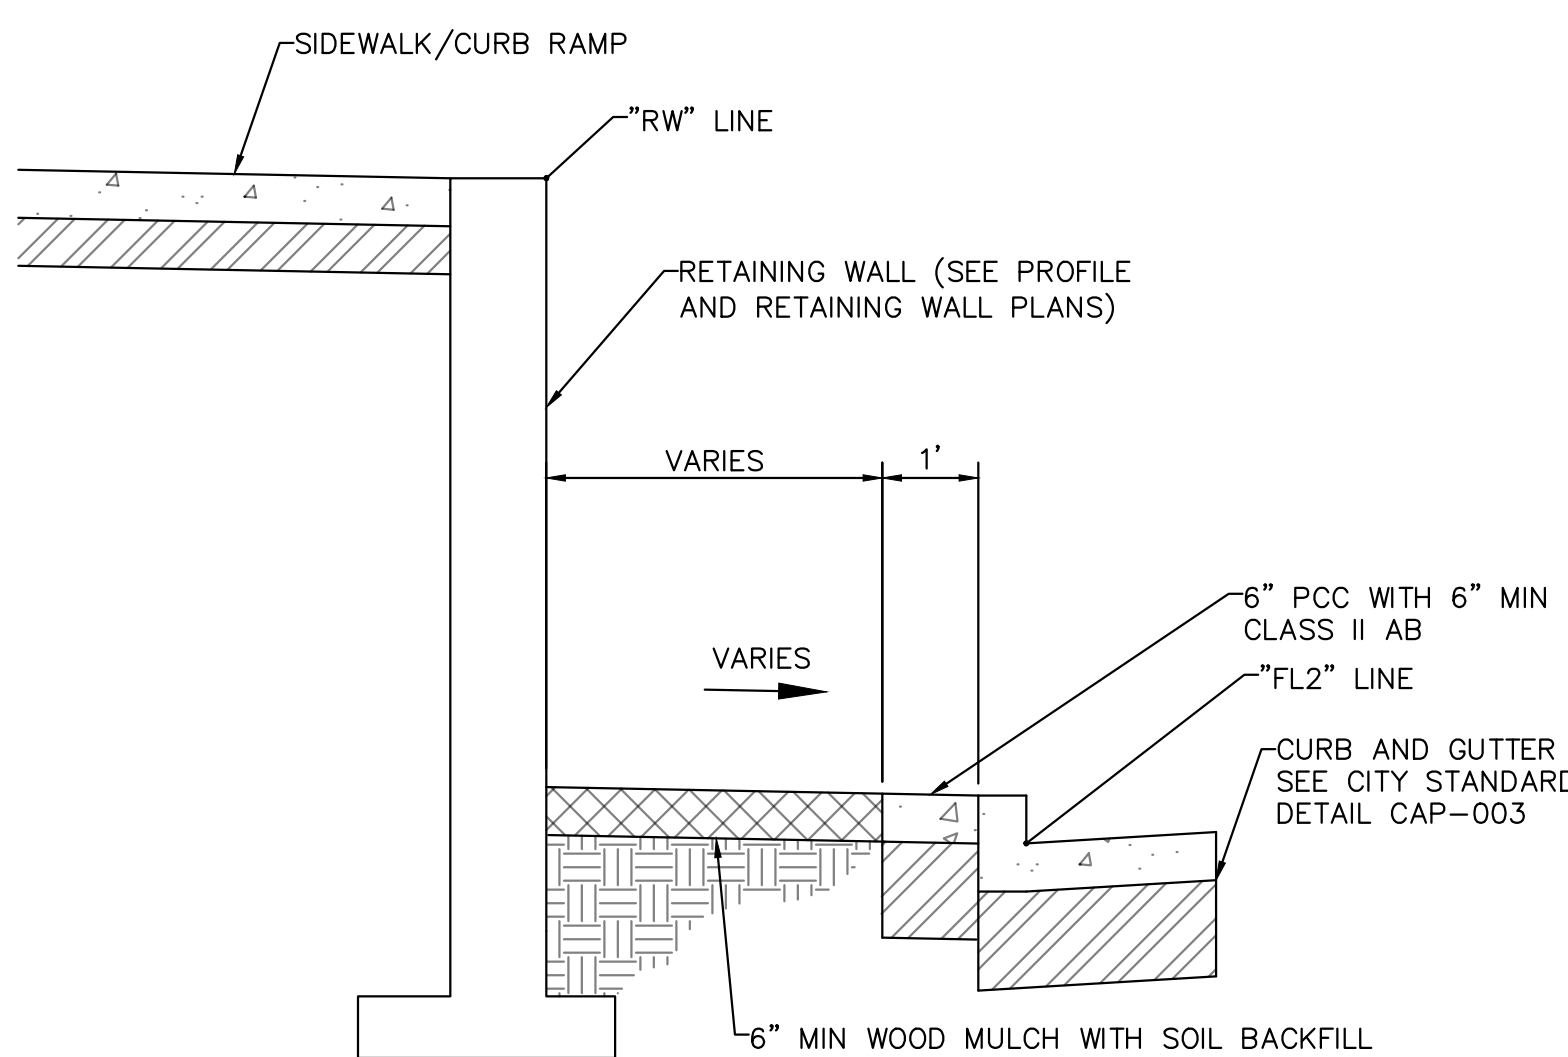 SIDEWALK/CURB RAMP
"RW" LINE
RETAINING WALL (SEE PROFILE
AND RETAINING WALL PLANS)
VARIES
1'
6" PCC WITH 6" MIN
CLASS II AB
VARIES
"FL2" LINE
CURB AND GUTTER
SEE CITY STANDARD
DETAIL CAP-003
6" MIN WOOD MULCH WITH SOIL BACKFILL